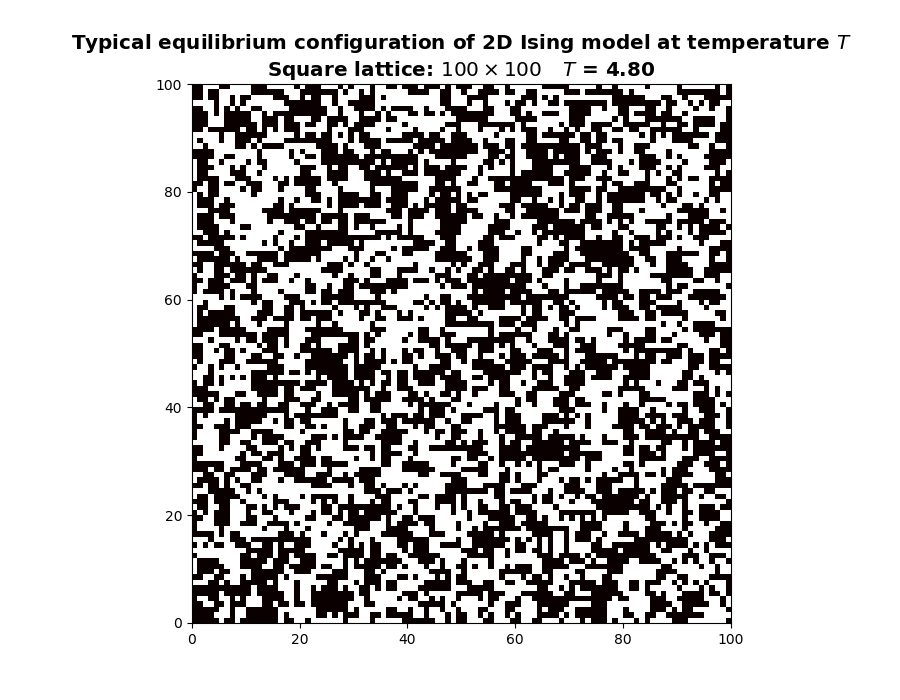 Typical equilibrium configuration of 2D Ising model at temperature T
Square lattice: 100 × 100 T = 4.80
100
80
60
40
20
0
0 20 40 60 80 100